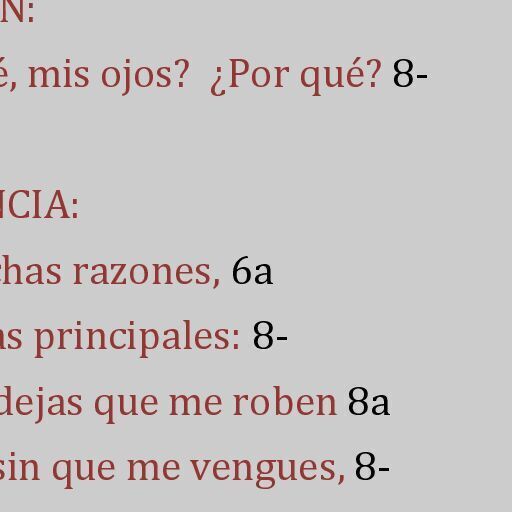 N:
é, mis ojos? ¿Por qué? 8-
NCIA:
chas razones, 6a
as principales: 8-
dejas que me roben 8a
sin que me vengues, 8-